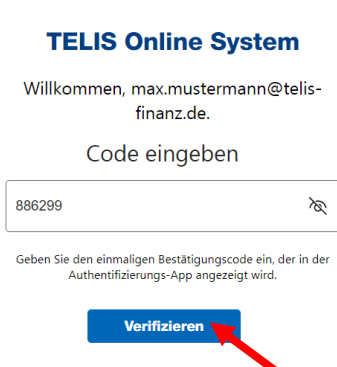 TELIS Online System
Willkommen, max.mustermann@telis-
finanz.de.
Code eingeben
886299
Geben Sie den einmaligen Bestätigungscode ein, der in der
Authentifizierungs-App angezeigt wird.
Verifizieren